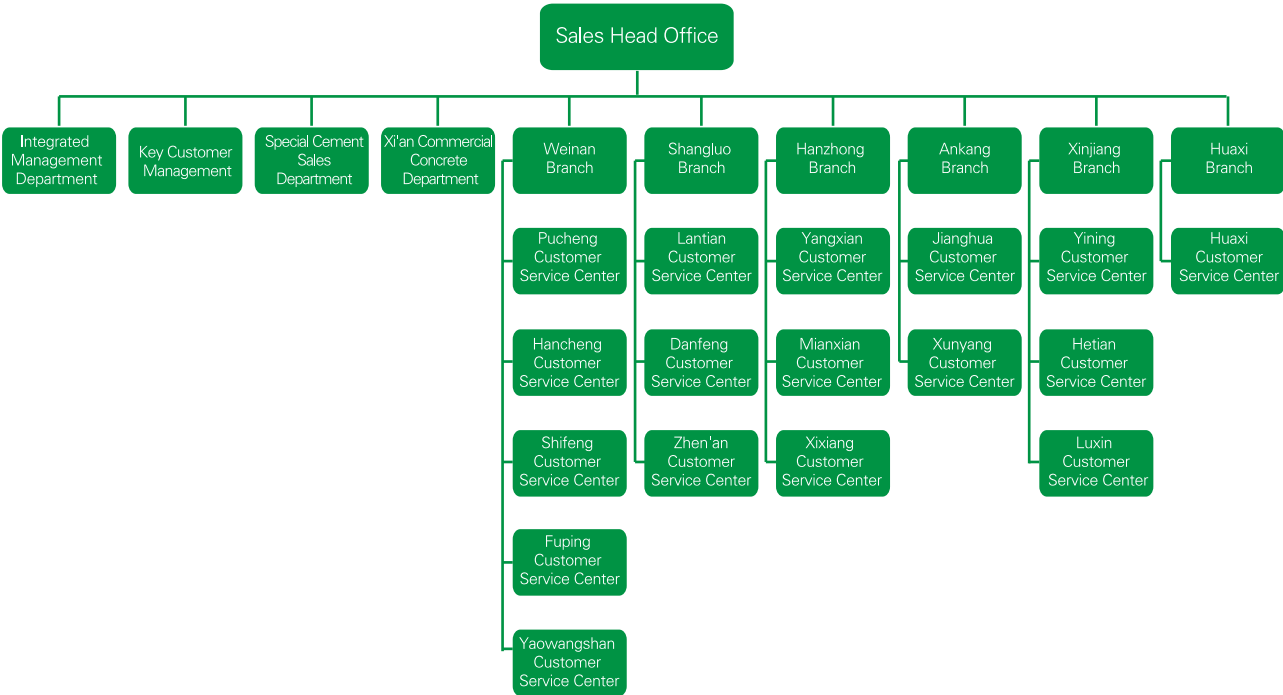 Sales Head Office
Integrated
Management
Department
Key Customer
Management
Special Cement
Sales
Department
Xi'an Commercial
Concrete
Department
Weinan
Branch
Shangluo
Branch
Hanzhong
Branch
Ankang
Branch
Xinjiang
Branch
Huaxi
Branch
Pucheng
Customer
Service Center
Lantian
Customer
Service Center
Yangxian
Customer
Service Center
Jianghua
Customer
Service Center
Yining
Customer
Service Center
Huaxi
Customer
Service Center
Hancheng
Customer
Service Center
Danfeng
Customer
Service Center
Mianxian
Customer
Service Center
Xunyang
Customer
Service Center
Hetian
Customer
Service Center
Shifeng
Customer
Service Center
Zhen'an
Customer
Service Center
Xixiang
Customer
Service Center
Luxin
Customer
Service Center
Fuping
Customer
Service Center
Yaowangshan
Customer
Service Center